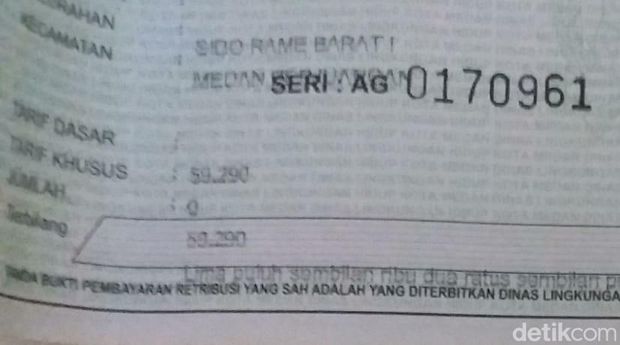 KECAMATAN
: SIDO RAME BARAT I
MEDAN
SERI : AG 0170961
TARIF DASAR :
TARIF KHUSUS : 59.290
JUMLAH : 0
Terbilang 59.290
Lima puluh sembilan ribu dua ratus sembilan
TANDA BUKTI PEMBAYARAN RETRIBUSI YANG SAH ADALAH YANG DITERBITKAN DINAS LINGKUNGA
detikcom